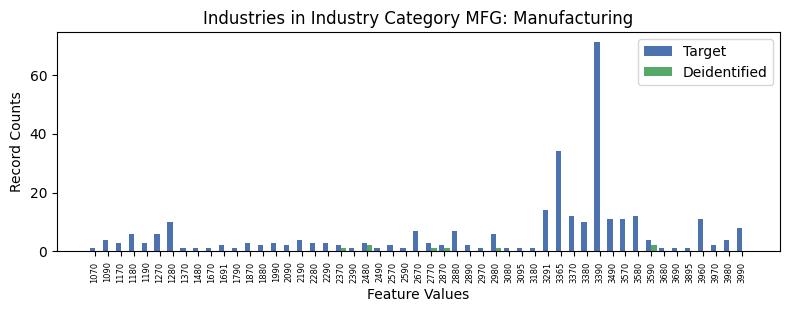 Industries in Industry Category MFG: Manufacturing
Target
Deidentified
Record Counts
60
40
20
0
1070 1090 1170 1180 1190 1270 1280 1370 1480 1670 1691 1790 1870 1880 1990 2090 2190 2280 2290 2370 2390 2480 2490 2570 2590 2670 2770 2870 2880 2890 2970 2980 3080 3095 3180 3291 3365 3370 3380 3390 3490 3570 3580 3590 3680 3690 3895 3960 3970 3980 3990
Feature Values